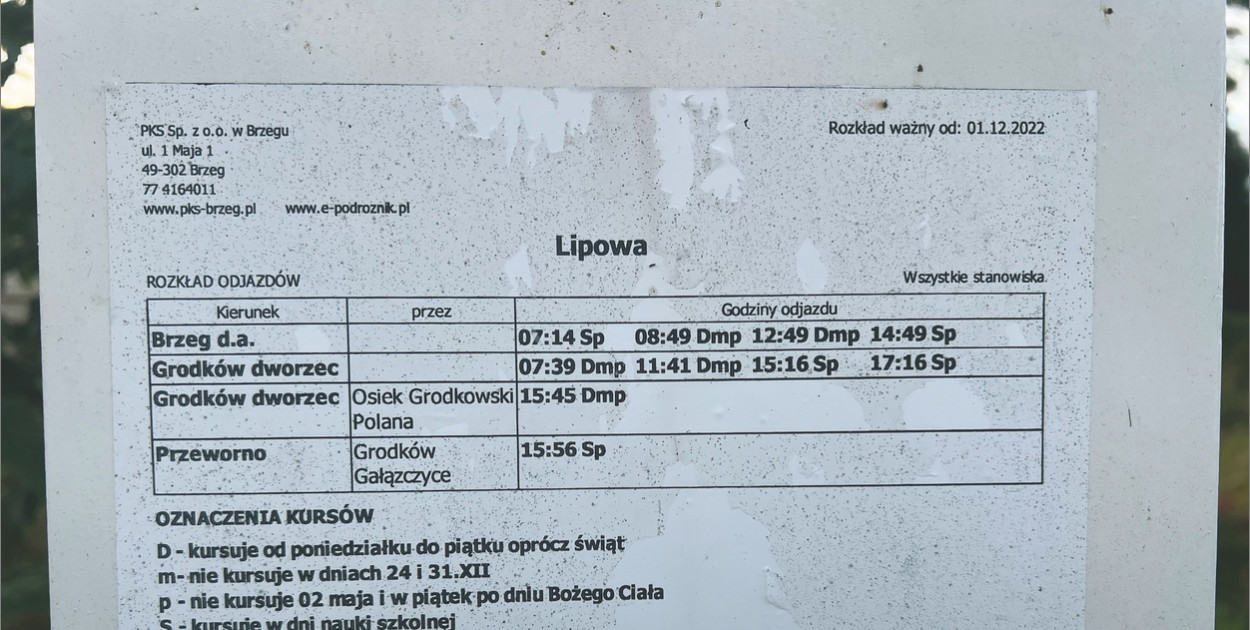 PKS Sp. z o.o. w Brzegu
ul. 1 Maja 1
49-302 Brzeg
77 4164011
www.pks-brzeg.pl www.e-podroznik.pl
Rozkład ważny od: 01.12.2022
Lipowa
ROZKŁAD ODJAZDÓW Wszystkie stanowiska
Kierunek przez Godziny odjazdu
Brzeg d.a. 07:14 Sp 08:49 Dmp 12:49 Dmp 14:49 Sp
Grodków dworzec 07:39 Dmp 11:41 Dmp 15:16 Sp 17:16 Sp
Grodków dworzec Osiek Grodkowski 15:45 Dmp
Polana
Przeworno Grodków 15:56 Sp
Gałązczyce
OZNACZENIA KURSÓW
D - kursuje od poniedziałku do piątku oprócz świąt
m- nie kursuje w dniach 24 i 31.XII
p - nie kursuje 02 maja i w piątek po dniu Bożego Ciała
S - kursuje w dni nauki szkolnej